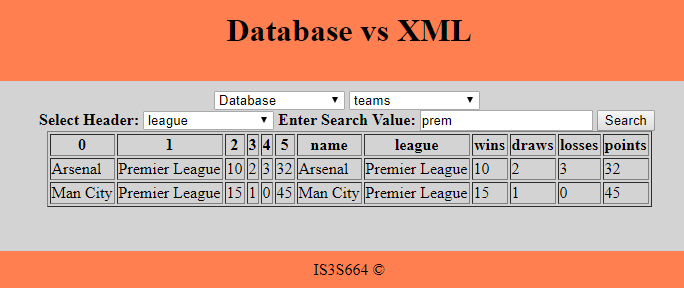 Database vs XML
Database teams
Select Header: league Enter Search Value: prem Search
0 1 2 3 4 5 name league wins draws losses points
Arsenal Premier League 10 2 3 32 Arsenal Premier League 10 2 3 32
Man City Premier League 15 1 0 45 Man City Premier League 15 1 0 45
IS3S664 ©